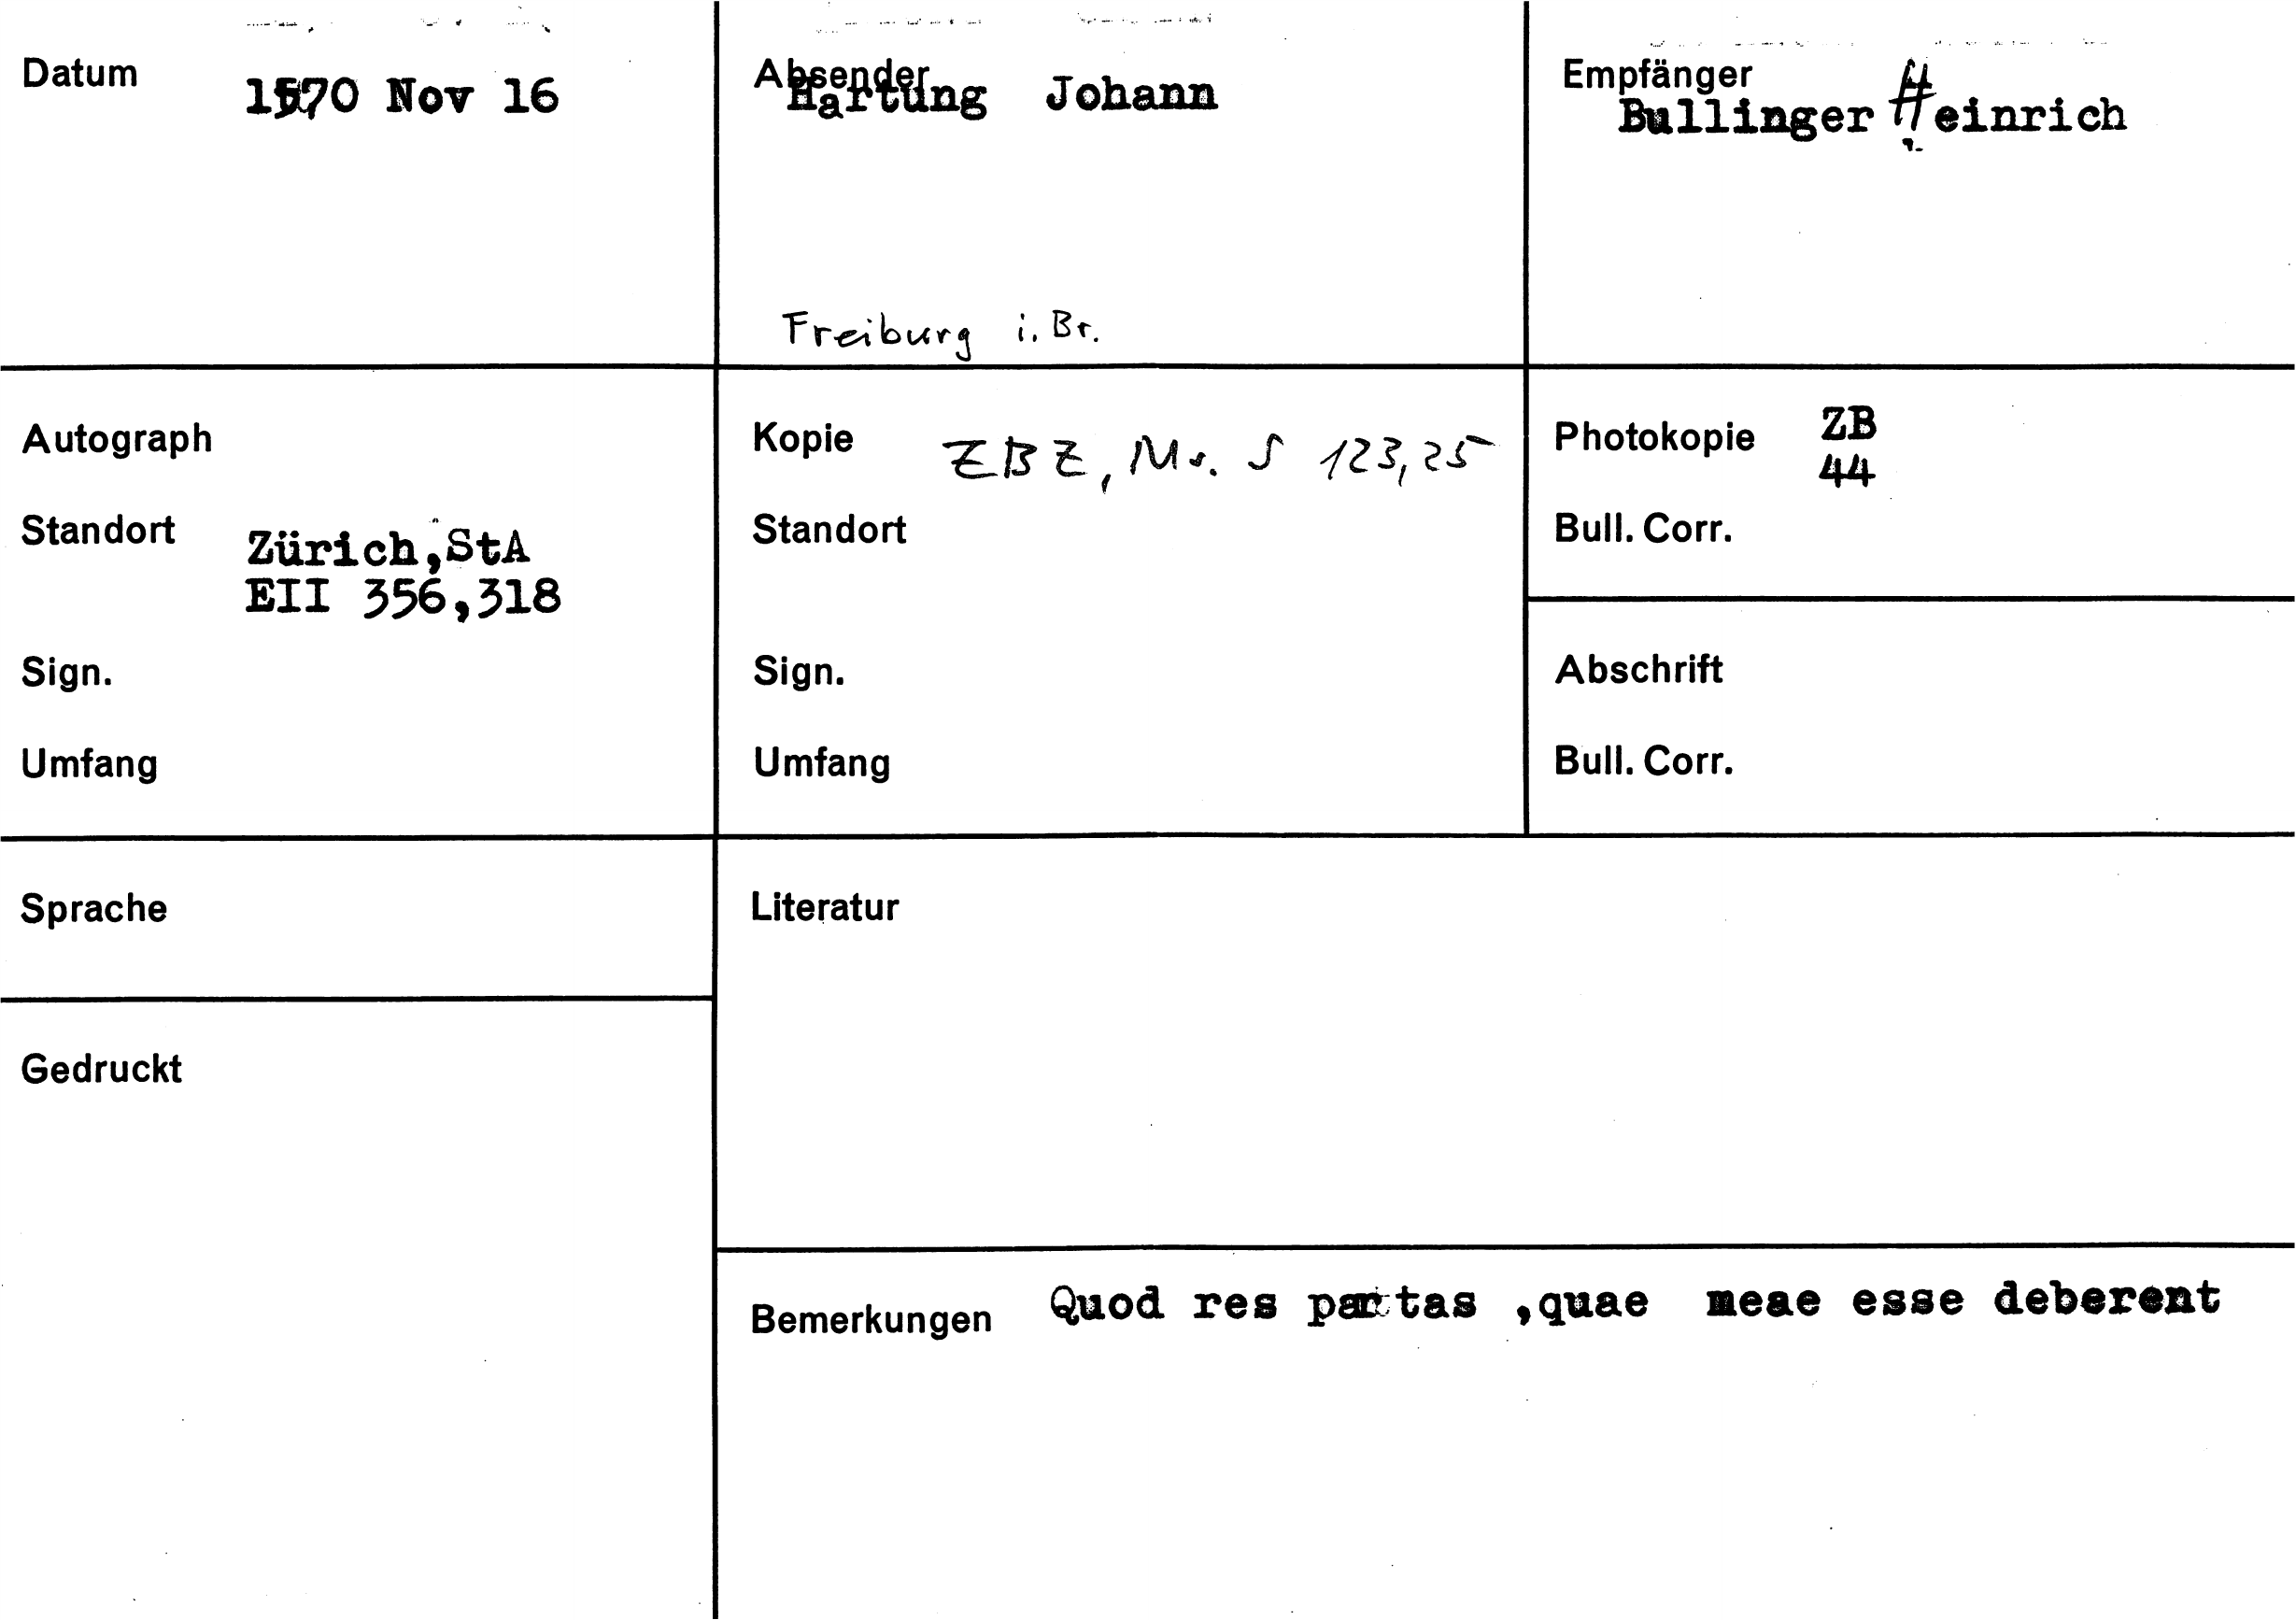 Datum 1570 Nov 16
Absender Hartung Johann
Freiburg i. Br.
Empfänger
Bullinger Heinrich
Autograph
Standort Zürich,StA
EII 356,318
Sign.
Umfang
Kopie ZBZ, Ms. S 123,25
Standort
Sign.
Umfang
Photokopie ZB
44
Bull. Corr.
Abschrift
Bull. Corr.
Sprache
Literatur
Gedruckt
Bemerkungen Quod res partas ,quae meae esse deberent